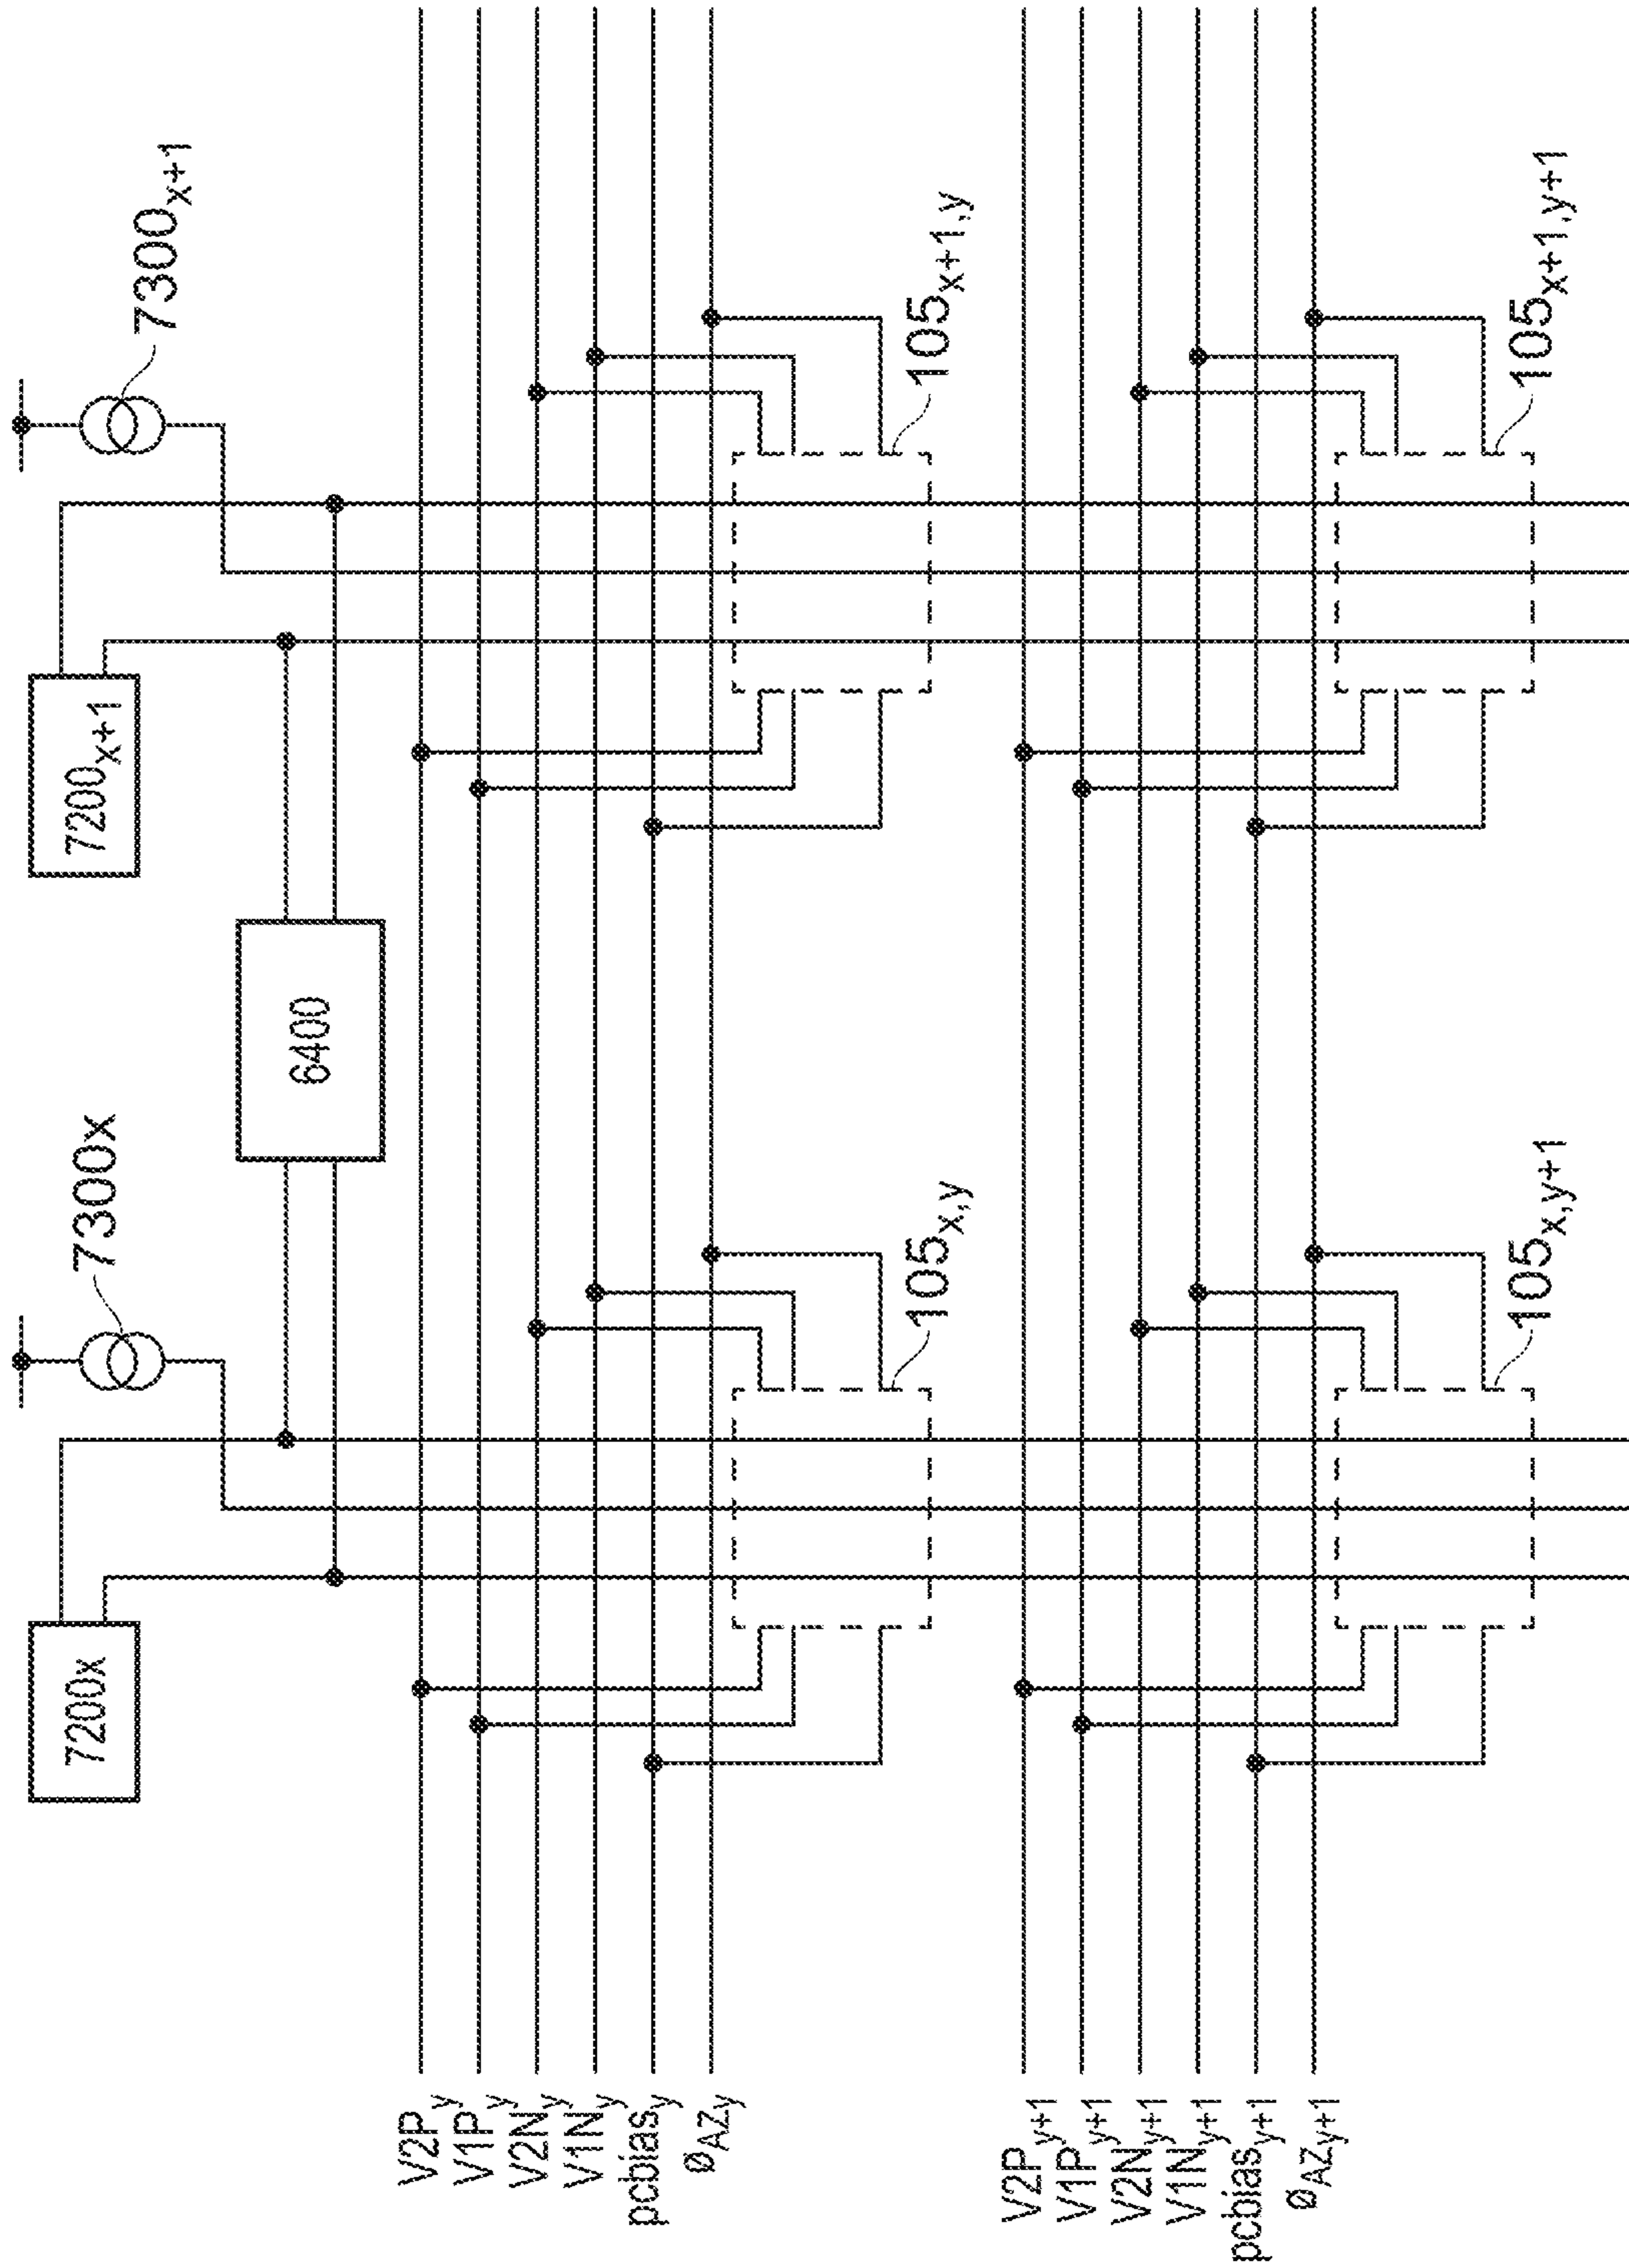 7200x
7300x
6400
7200x+1
7300x+1
V2Py
V1Py
V2Ny
V1Ny
pcbiasy
øAZy
105x,y
105x+1,y
V2Py+1
V1Py+1
V2Ny+1
V1Ny+1
pcbiasy+1
øAZy+1
105x,y+1
105x+1,y+1